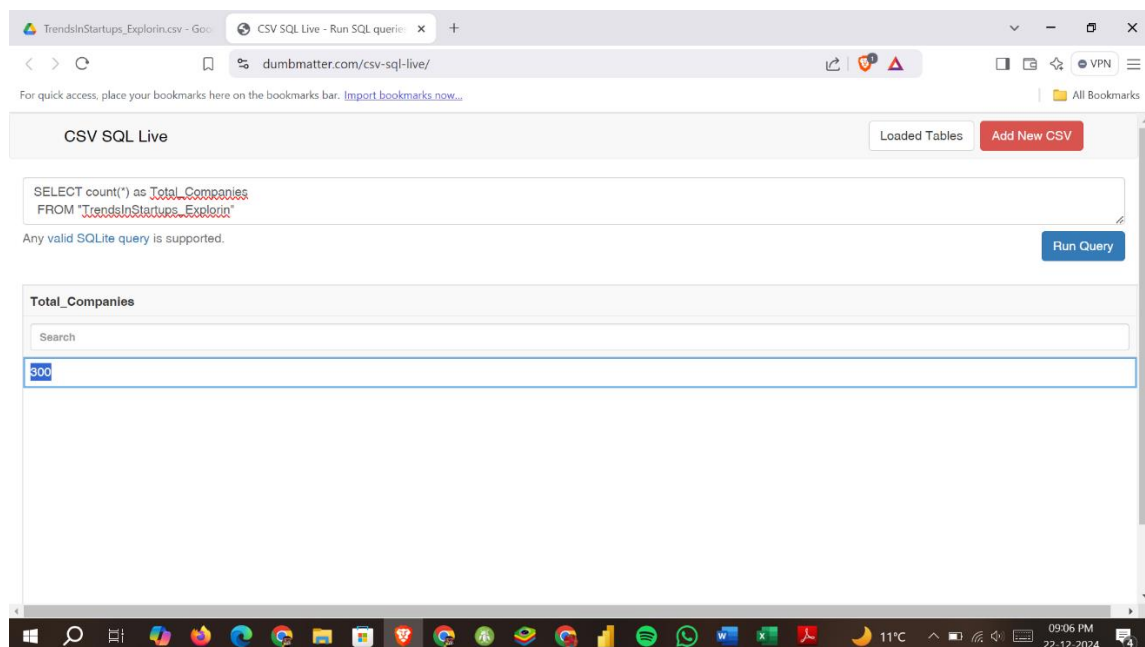 TrendsInStartups_Explorin.csv - Goo
CSV SQL Live - Run SQL querie
dumbmatter.com/csv-sql-live/
VPN
For quick access, place your bookmarks here on the bookmarks bar. Import bookmarks now...
All Bookmarks
CSV SQL Live
Loaded Tables
Add New CSV
SELECT count(*) as Total_Companies
FROM "TrendsInStartups_Explorin"
Any valid SQLite query is supported.
Run Query
Total_Companies
Search
300
11°C
09:06 PM
22-12-2024